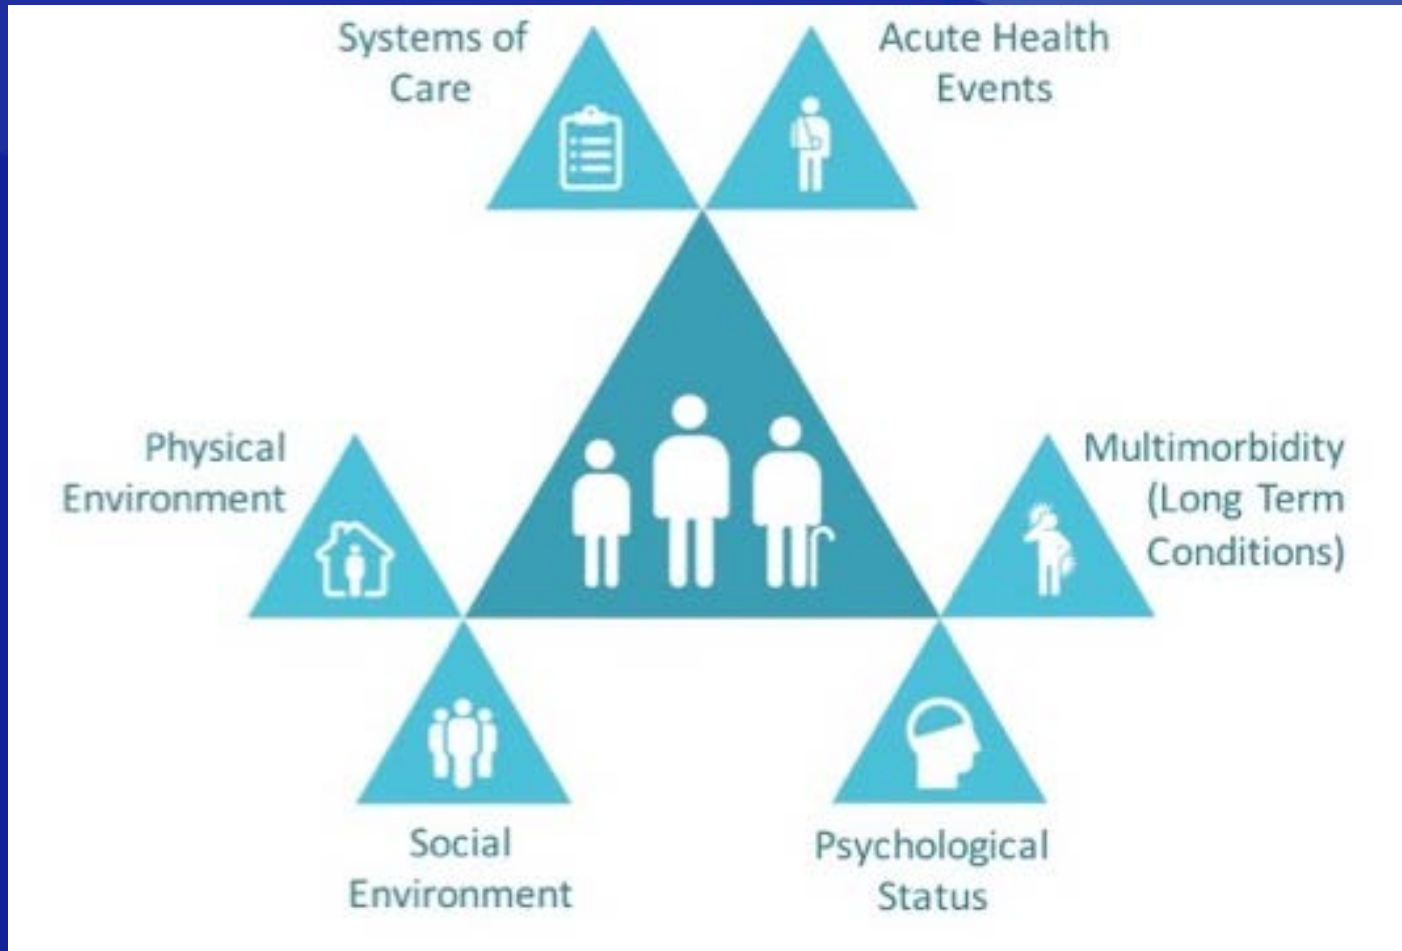 Systems of
Care
Acute Health
Events
Physical
Environment
Multimorbidity
(Long Term
Conditions)
Social
Environment
Psychological
Status